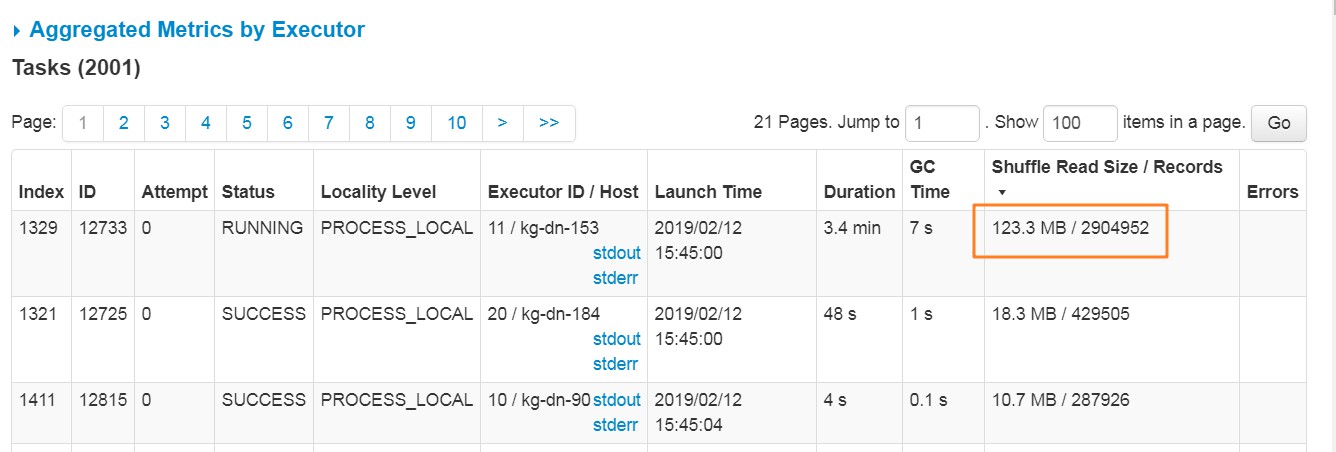 Aggregated Metrics by Executor
Tasks (2001)
Page: 1 2 3 4 5 6 7 8 9 10 > >> 21 Pages. Jump to 1 . Show 100 items in a page. Go
Index ID Attempt Status Locality Level Executor ID / Host Launch Time Duration GC Time Shuffle Read Size / Records Errors
1329 12733 0 RUNNING PROCESS_LOCAL 11 / kg-dn-153 2019/02/12 3.4 min 7 s 123.3 MB / 2904952
stdout 15:45:00
stderr
1321 12725 0 SUCCESS PROCESS_LOCAL 20 / kg-dn-184 2019/02/12 48 s 1 s 18.3 MB / 429505
stdout 15:45:00
stderr
1411 12815 0 SUCCESS PROCESS_LOCAL 10 / kg-dn-90 stdout 2019/02/12 4 s 0.1 s 10.7 MB / 287926
stderr 15:45:04